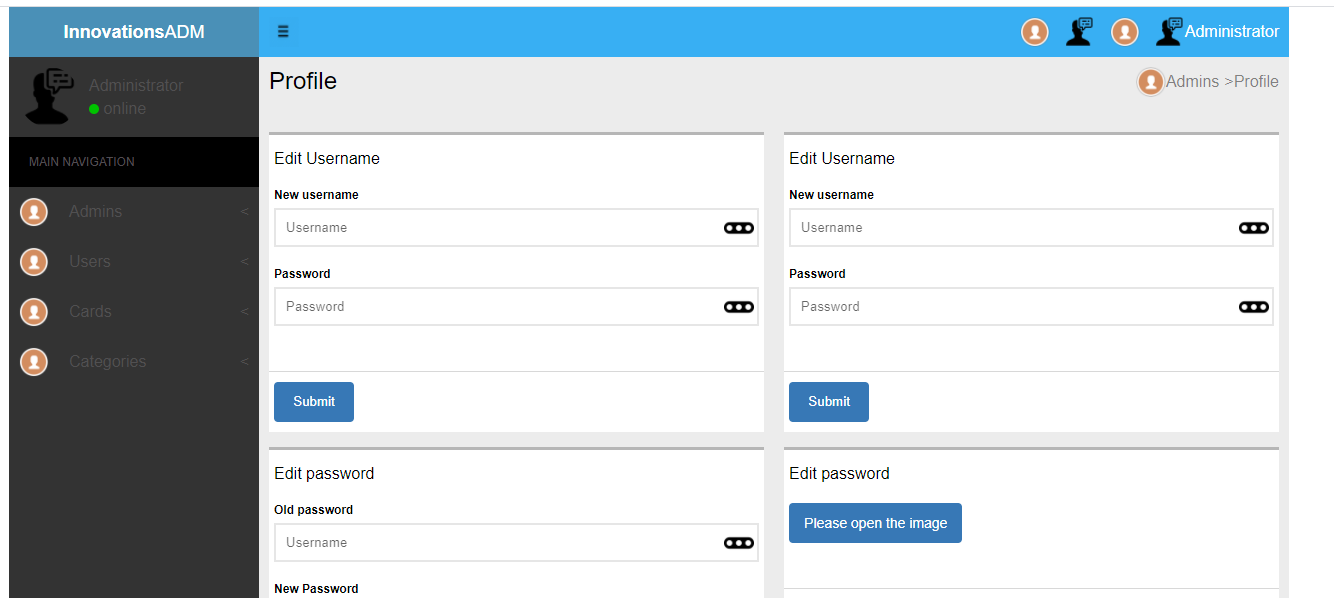 InnovationsADM
Administrator
Administrator
online
MAIN NAVIGATION
Admins <
Users <
Cards <
Categories <
Profile
Admins >Profile
Edit Username
New username
Username
Password
Password
Submit
Edit Username
New username
Username
Password
Password
Submit
Edit password
Old password
Username
New Password
Edit password
Please open the image